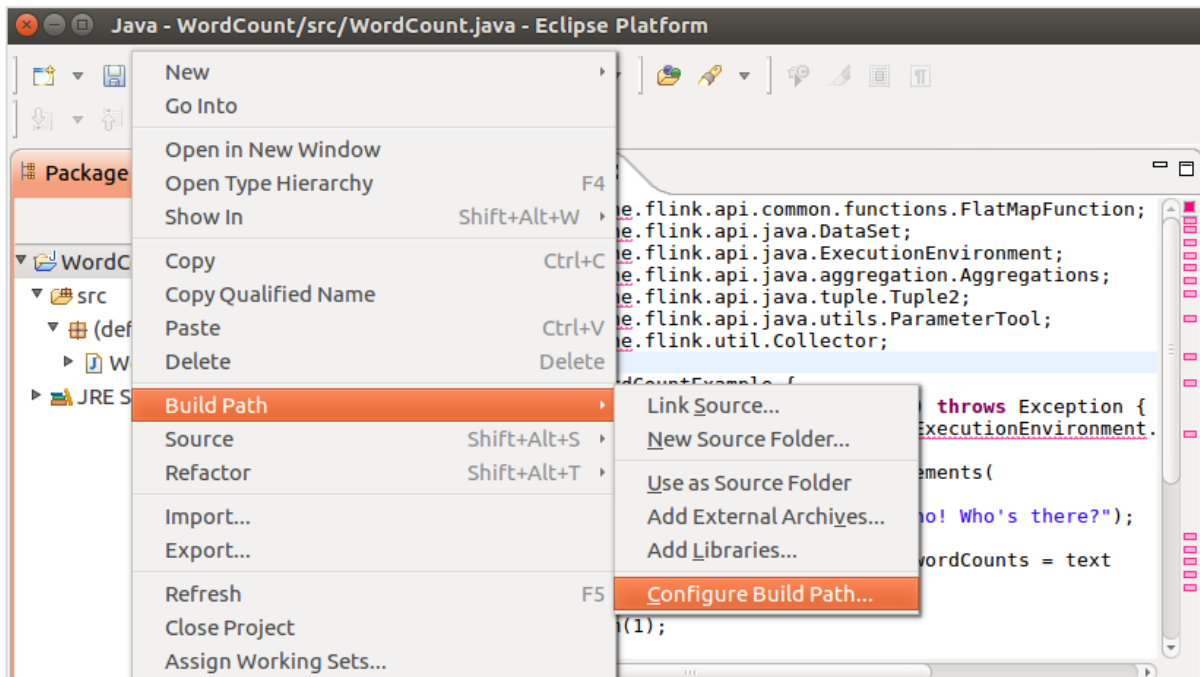 Java - WordCount/src/WordCount.java - Eclipse Platform
Package
WordC
src
(def
J W
JRE S
New
Go Into
Open in New Window
Open Type Hierarchy F4
Show In Shift+Alt+W
Copy Ctrl+C
Copy Qualified Name
Paste Ctrl+V
Delete Delete
Build Path
Source Shift+Alt+S
Refactor Shift+Alt+T
Import...
Export...
Refresh F5
Close Project
Assign Working Sets...
Link Source...
New Source Folder...
Use as Source Folder
Add External Archives...
Add Libraries...
Configure Build Path...
he.flink.api.common.functions.FlatMapFunction;
he.flink.api.java.DataSet;
he.flink.api.java.ExecutionEnvironment;
he.flink.api.java.aggregation.Aggregations;
he.flink.api.java.tuple.Tuple2;
he.flink.api.java.utils.ParameterTool;
he.flink.util.Collector;
rdCountExample {
) throws Exception {
ExecutionEnvironment.
ements(
ho! Who's there?");
wordCounts = text
n(1);